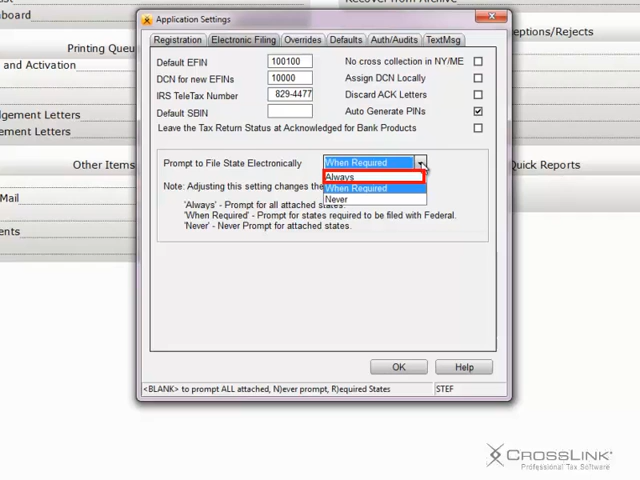 Recover from Archive
hboard
Application Settings
eptions/Rejects
Printing Queu
Registration Electronic Filing Overrides Defaults Auth/Audits TextMsg
and Activation
Default EFIN 100100 No cross collection in NY/ME
DCN for new EFINs 10000 Assign DCN Locally
IRS TeleTax Number 829-4477 Discard ACK Letters
Default SBIN Auto Generate PINs
edgement Letters
Letters
Leave the Tax Return Status at Acknowledged for Bank Products
Other Items
Quick Reports
Prompt to File State Electronically When Required
Always
When Required
Never
Note: Adjusting this setting changes the
Mail
'Always' - Prompt for all attached states.
'When Required' - Prompt for states required to be filed with Federal.
'Never' - Never Prompt for attached states.
ents
OK Help
<BLANK> to prompt ALL attached, N)ever prompt, R)equired States STEF
CROSSLINK
Professional Tax Software